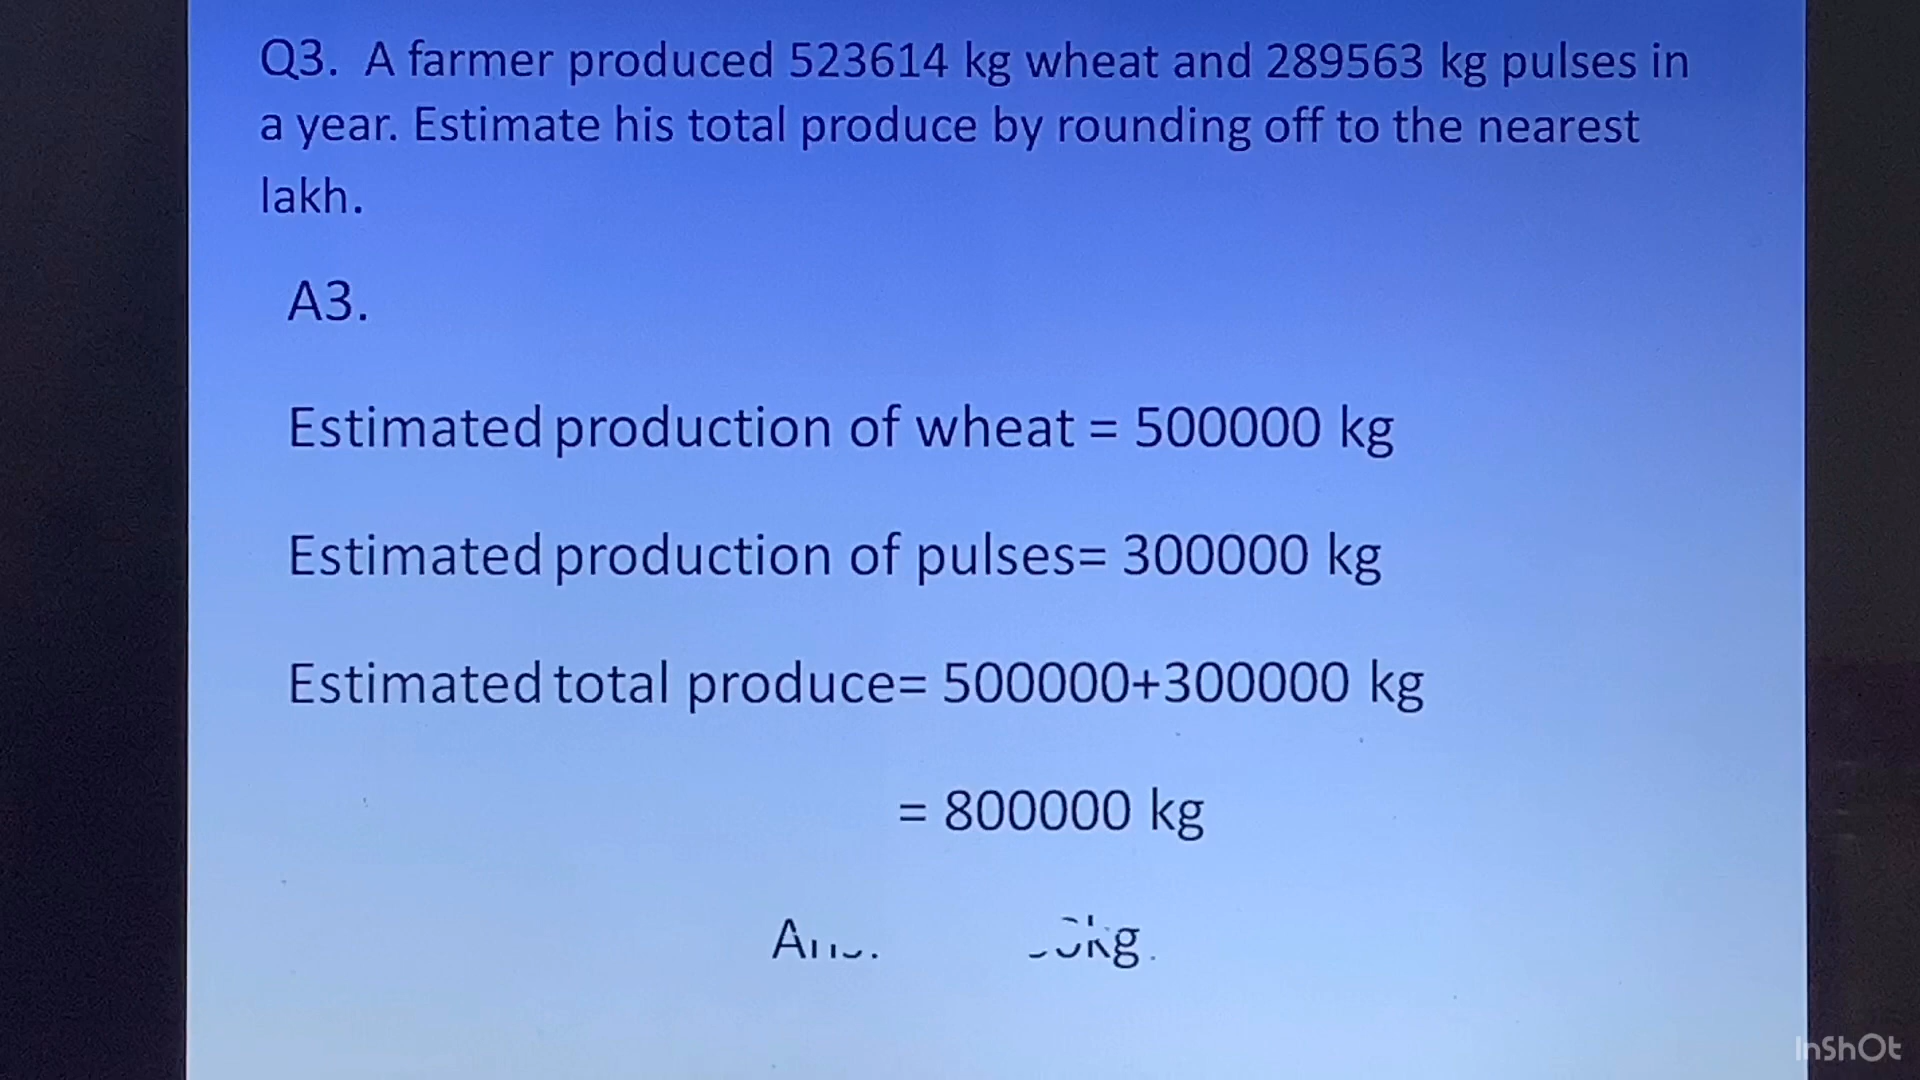 Q3. A farmer produced 523614 kg wheat and 289563 kg pulses in
a year. Estimate his total produce by rounding off to the nearest
lakh.
A3.
Estimated production of wheat = 500000 kg
Estimated production of pulses= 300000 kg
Estimated total produce= 500000+300000 kg
= 800000 kg
kg.
InShOt